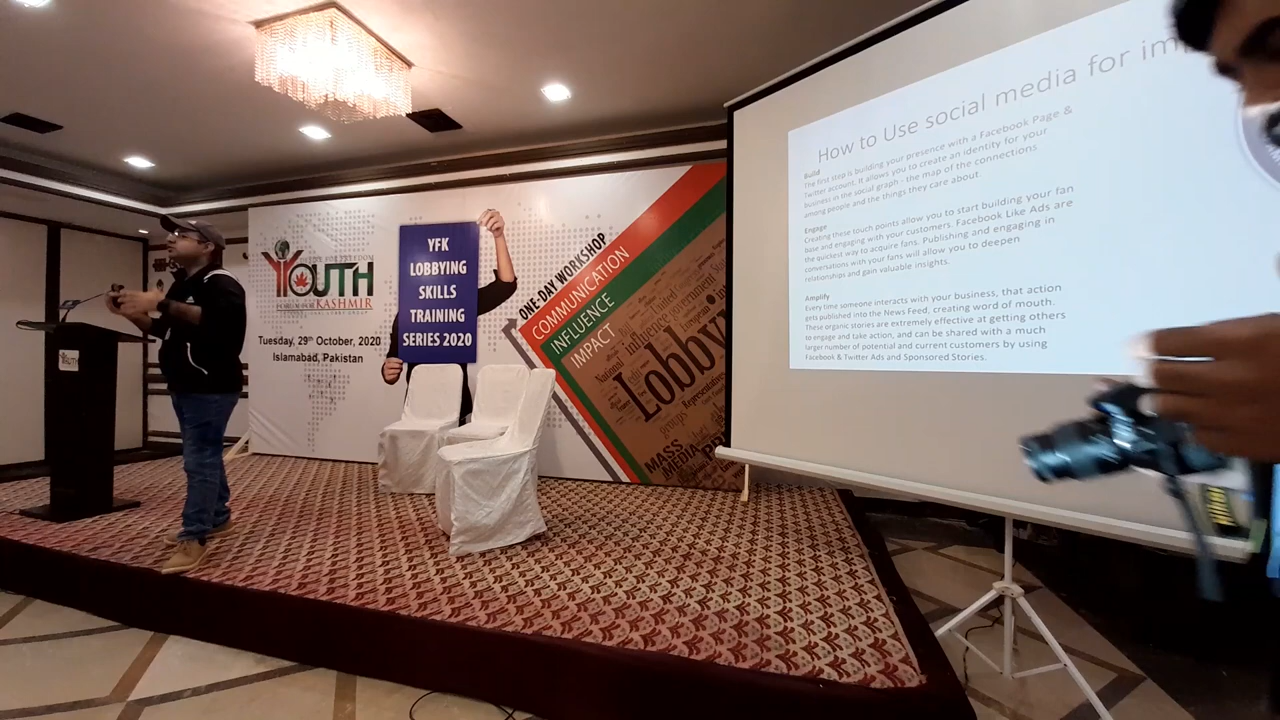 YOUTH
FORUM FOR KASHMIR
Tuesday, 29th October, 2020
Islamabad, Pakistan
YFK
LOBBYING
SKILLS
TRAINING
SERIES 2020
ONE-DAY WORKSHOP
COMMUNICATION
INFLUENCE
IMPACT
National
influence
government
Lobby
Representative
groups
MASS
MEDIA
YOUTH
How to Use social media for im
Build
The first step is building your presence with a Facebook Page &
Twitter account. It allows you to create an identity for your
business in the social graph - the map of the connections
among people and the things they care about.
Engage
Creating these touch points allow you to start building your fan
base and engaging with your customers. Facebook Like Ads are
the quickest way to acquire fans. Publishing and engaging in
conversations with your fans will allow you to deepen
relationships and gain valuable insights.
Amplify
Every time someone interacts with your business, that action
gets published into the News Feed, creating word of mouth.
These organic stories are extremely effective at getting others
to engage and take action, and can be shared with a much
larger number of potential and current customers by using
Facebook & Twitter Ads and Sponsored Stories.